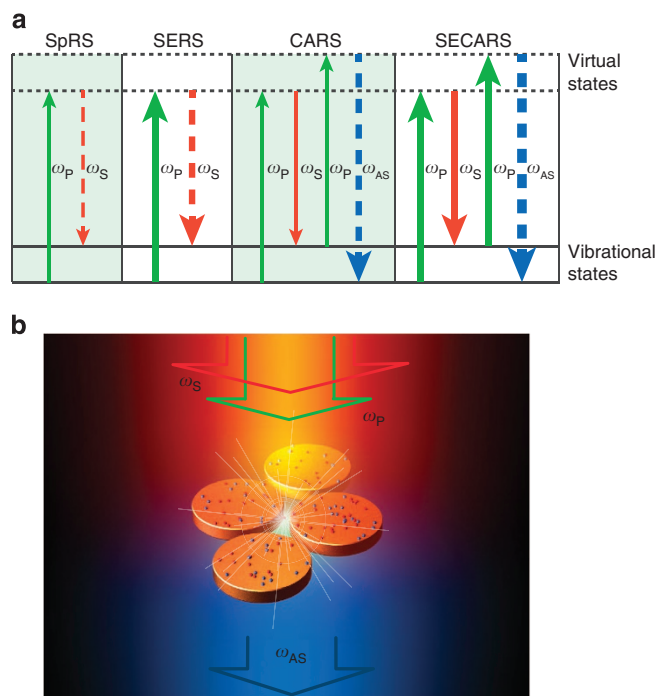 a
SpRS SERS CARS SECARS
Virtual
states
ωP ωS ωP ωS ωP ωS ωP ωAS ωP ωS ωP ωAS
Vibrational
states
b
ωS
ωP
ωAS